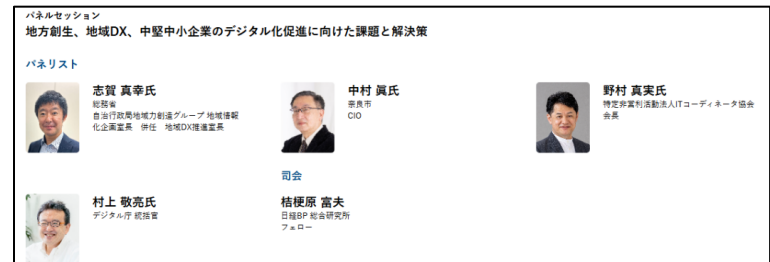 パネルセッション
地方創生、地域DX、中堅中小企業のデジタル化促進に向けた課題と解決策
パネリスト
志賀 真幸氏
総務省
自治行政局地域力創造グループ 地域情報
化企画室長　併任　地域DX推進室長
中村 眞氏
奈良市
CIO
野村 真実氏
特定非営利活動法人ITコーディネータ協会
会長
村上 敬亮氏
デジタル庁 統括官
司会
桔梗原 富夫
日経BP 総合研究所
フェロー